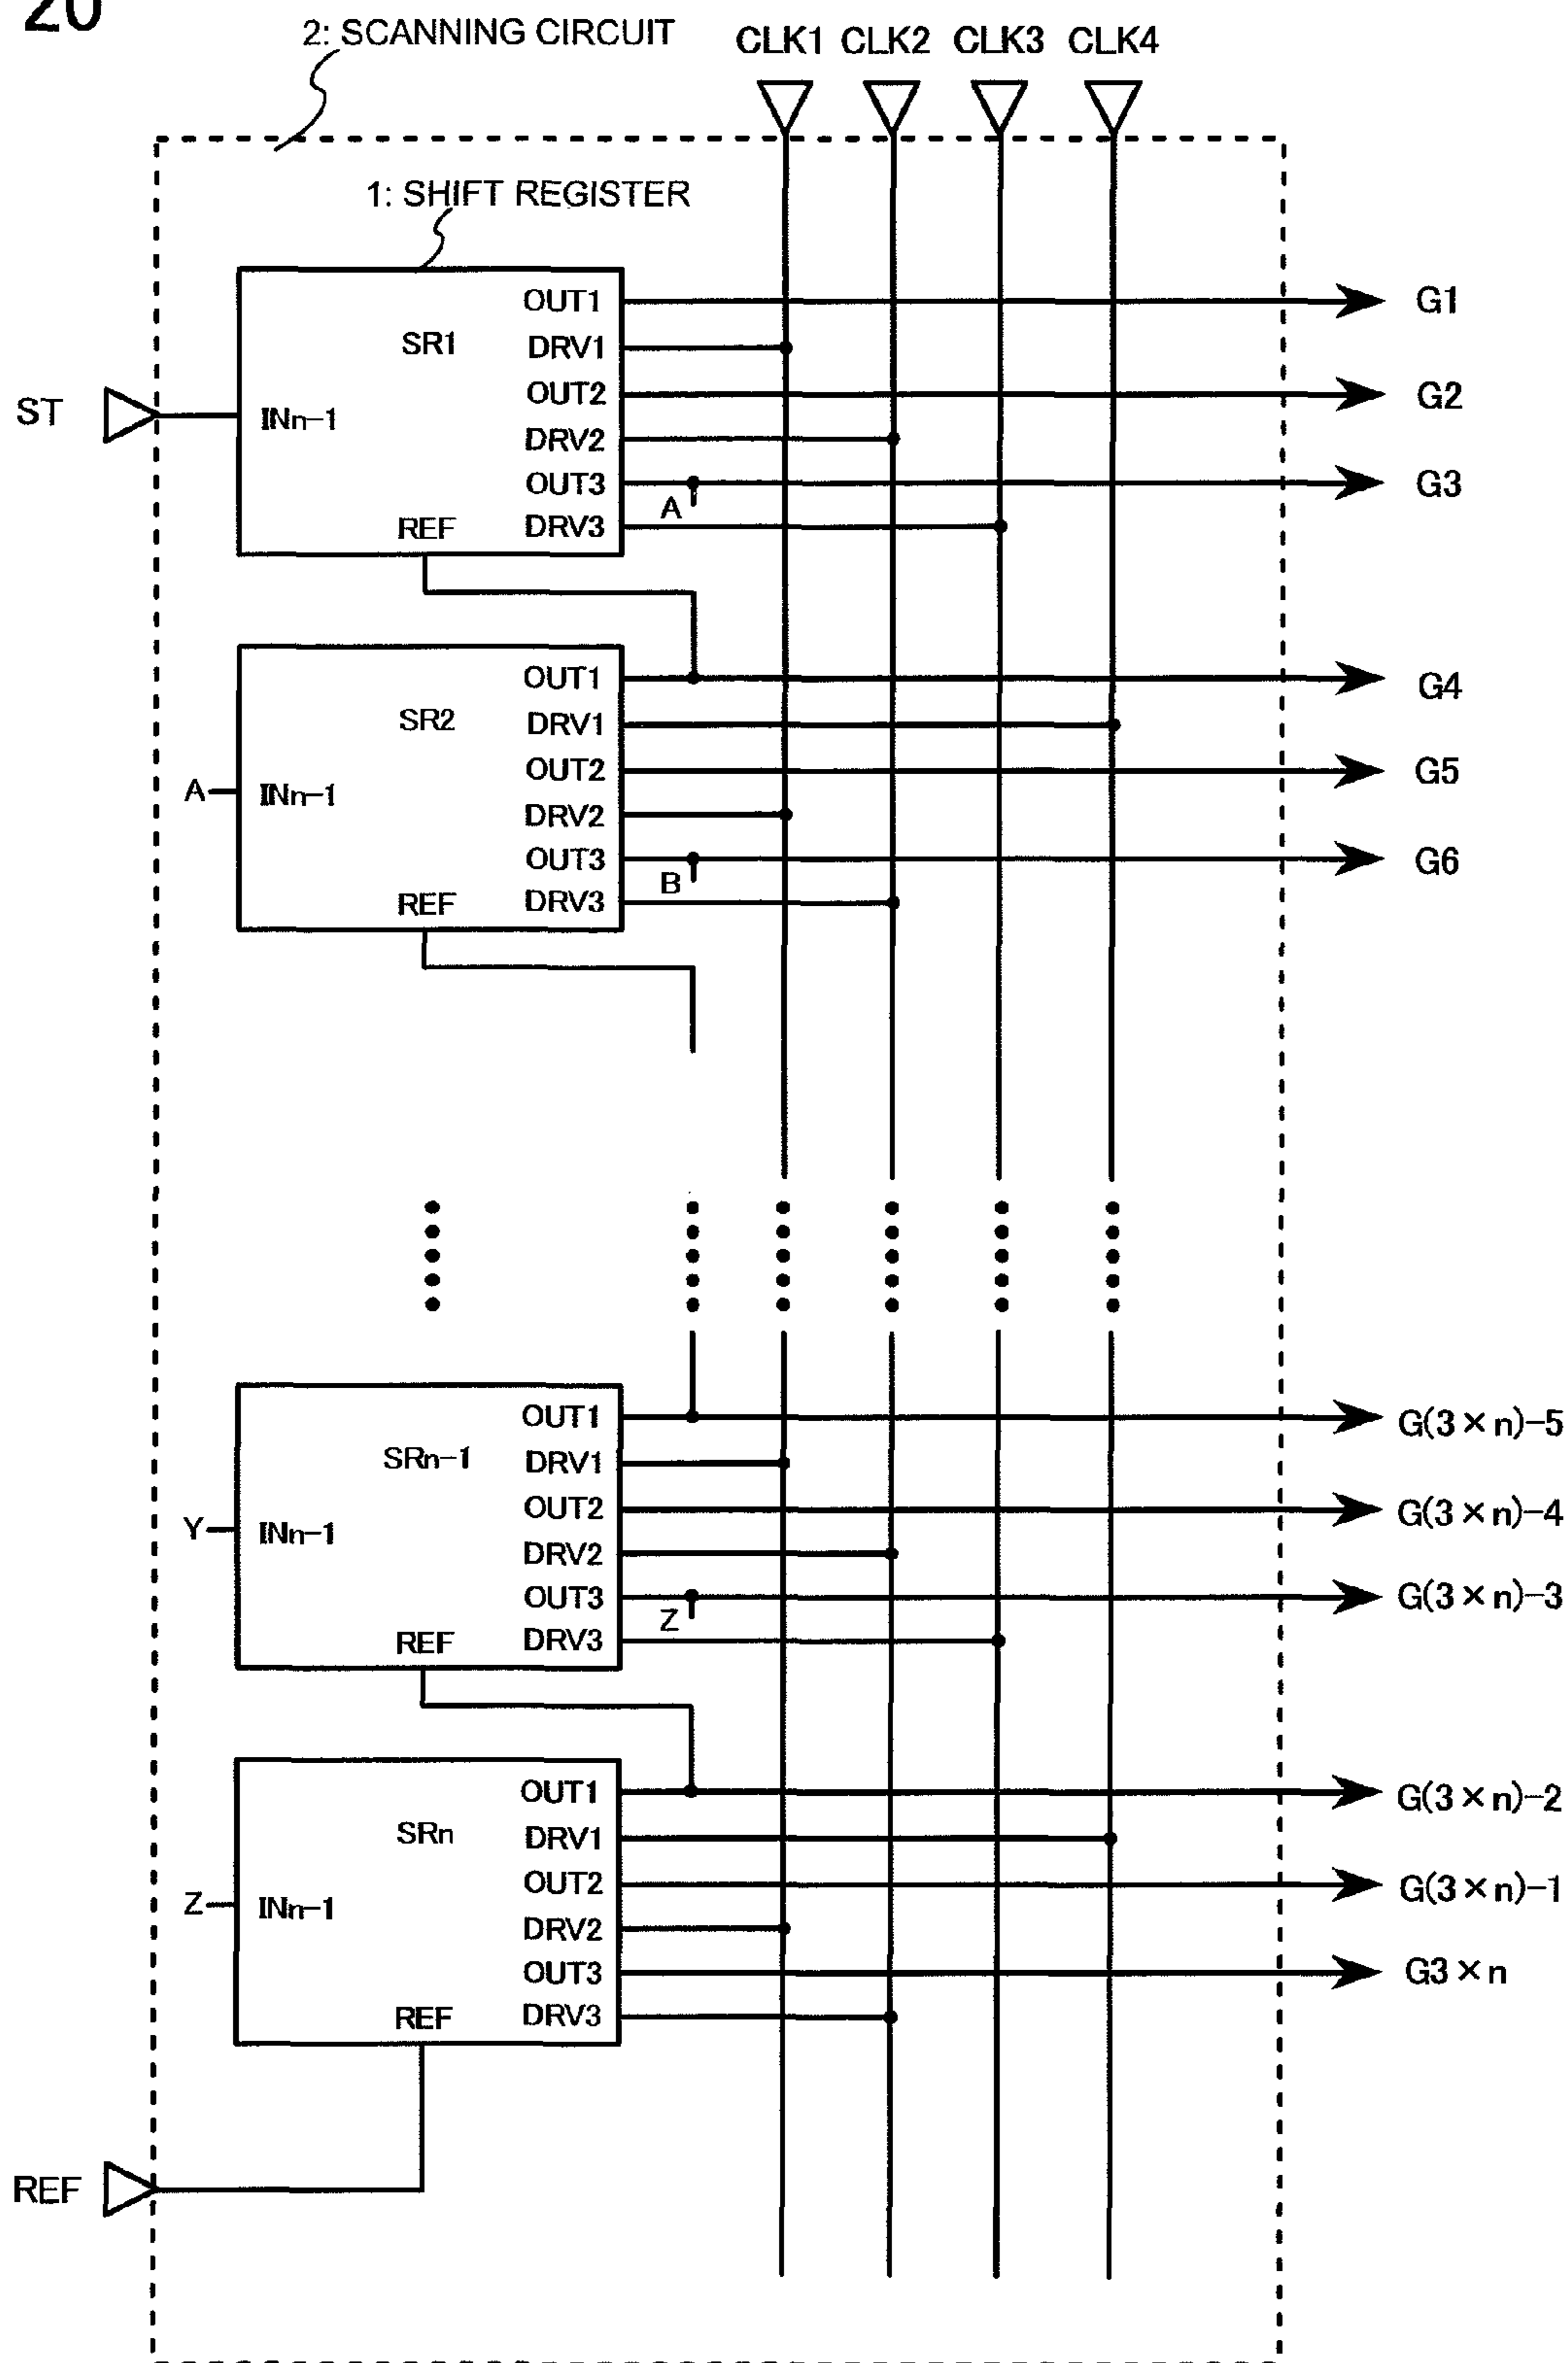 20
2: SCANNING CIRCUIT
CLK1 CLK2 CLK3 CLK4
1: SHIFT REGISTER
OUT1
G1
SR1
DRV1
OUT2
G2
ST
INn-1
DRV2
OUT3
A
G3
REF
DRV3
OUT1
G4
SR2
DRV1
OUT2
G5
A
INn-1
DRV2
OUT3
B
G6
REF
DRV3
OUT1
G(3×n)-5
SRn-1
DRV1
OUT2
G(3×n)-4
Y
INn-1
DRV2
OUT3
Z
G(3×n)-3
REF
DRV3
OUT1
G(3×n)-2
SRn
DRV1
OUT2
G(3×n)-1
Z
INn-1
DRV2
OUT3
G3×n
REF
DRV3
REF